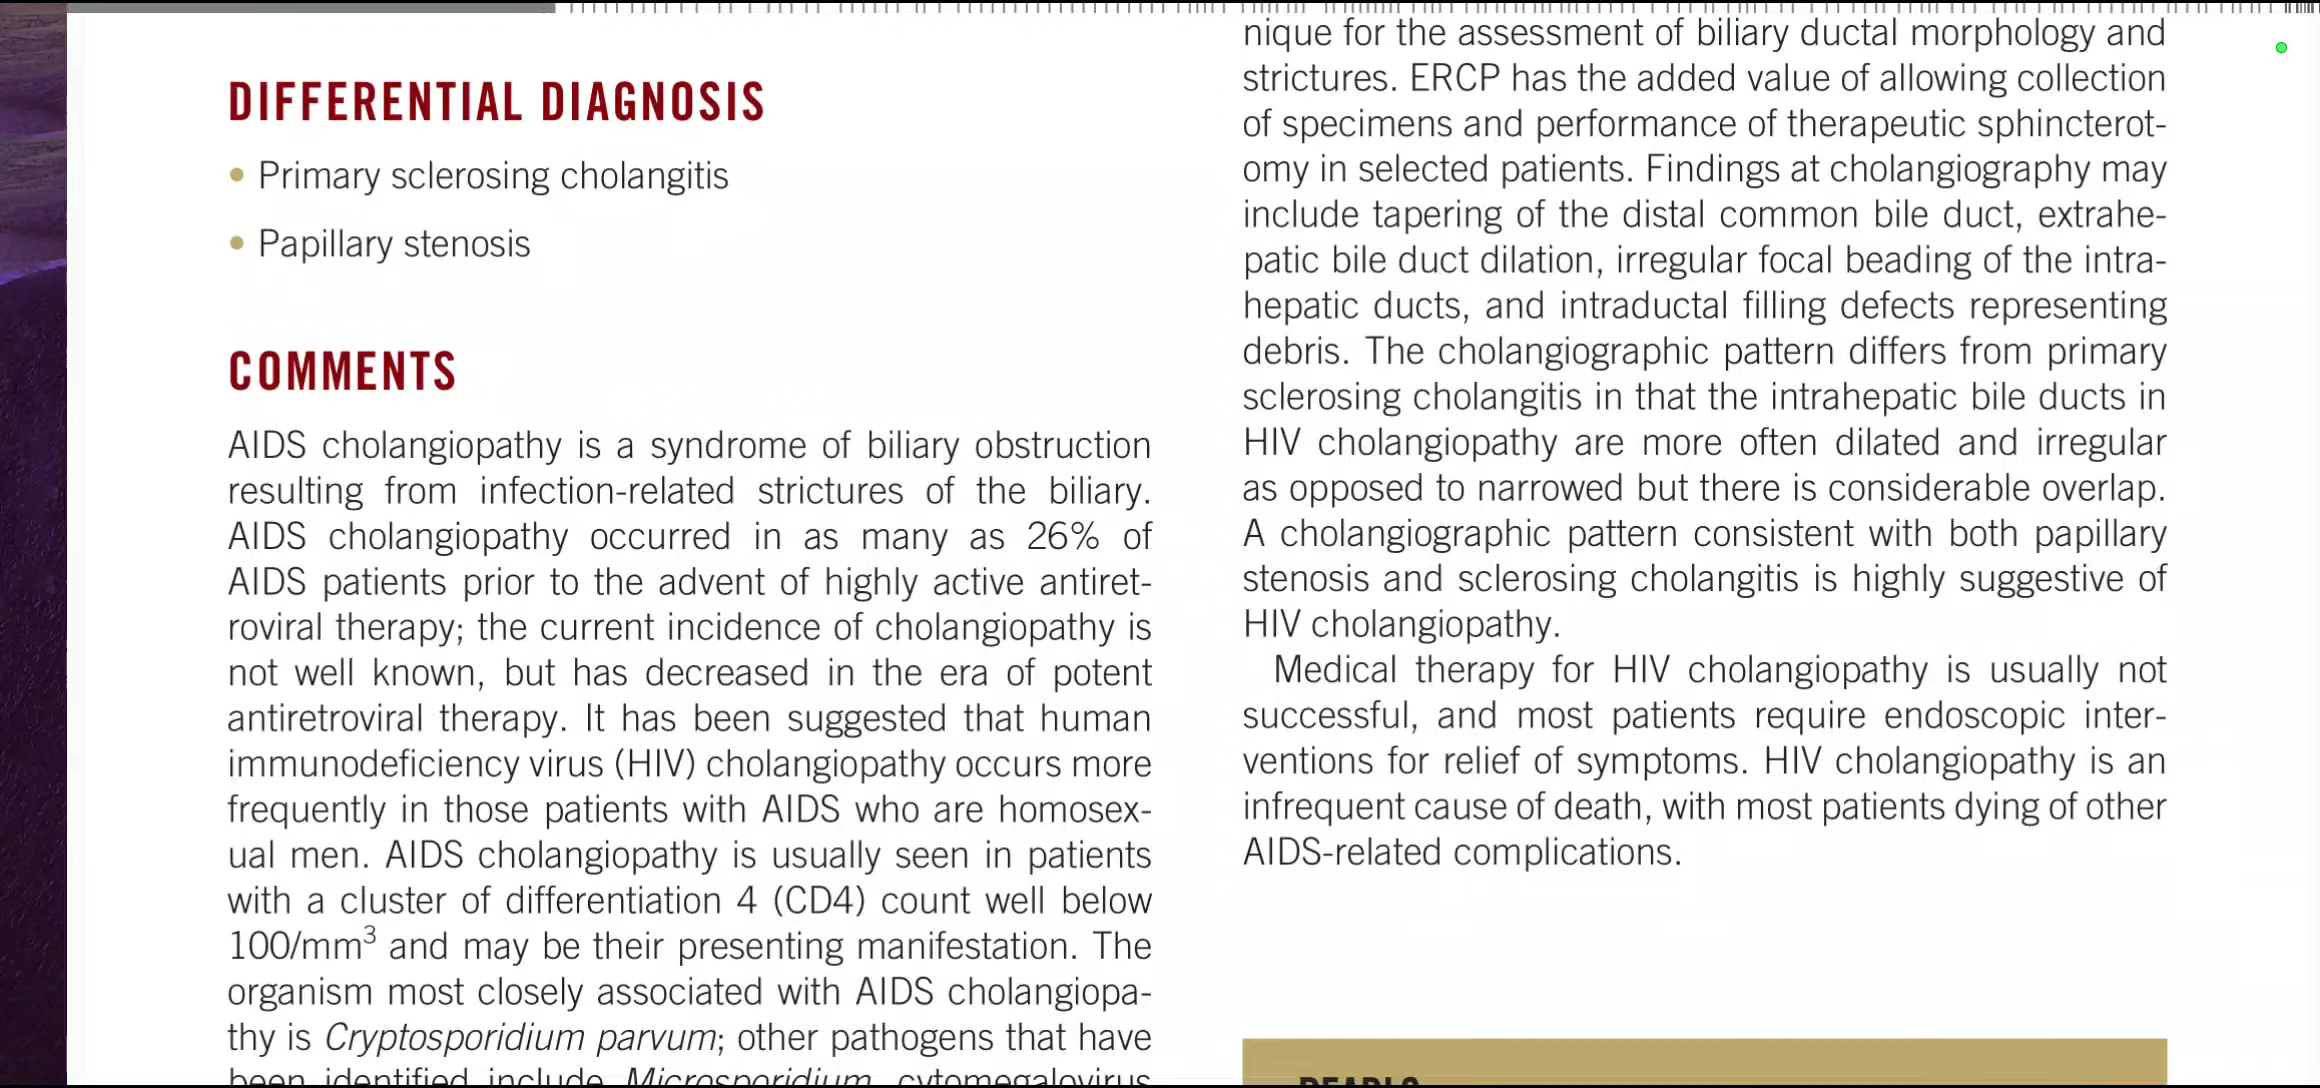 DIFFERENTIAL DIAGNOSIS
• Primary sclerosing cholangitis
• Papillary stenosis
COMMENTS
AIDS cholangiopathy is a syndrome of biliary obstruction
resulting from infection-related strictures of the biliary.
AIDS cholangiopathy occurred in as many as 26% of
AIDS patients prior to the advent of highly active antiret-
roviral therapy; the current incidence of cholangiopathy is
not well known, but has decreased in the era of potent
antiretroviral therapy. It has been suggested that human
immunodeficiency virus (HIV) cholangiopathy occurs more
frequently in those patients with AIDS who are homosex-
ual men. AIDS cholangiopathy is usually seen in patients
with a cluster of differentiation 4 (CD4) count well below
100/mm³ and may be their presenting manifestation. The
organism most closely associated with AIDS cholangiopa-
thy is Cryptosporidium parvum; other pathogens that have
been identified include Microsporidium, cytomegalovirus
nique for the assessment of biliary ductal morphology and
strictures. ERCP has the added value of allowing collection
of specimens and performance of therapeutic sphincterot-
omy in selected patients. Findings at cholangiography may
include tapering of the distal common bile duct, extrahe-
patic bile duct dilation, irregular focal beading of the intra-
hepatic ducts, and intraductal filling defects representing
debris. The cholangiographic pattern differs from primary
sclerosing cholangitis in that the intrahepatic bile ducts in
HIV cholangiopathy are more often dilated and irregular
as opposed to narrowed but there is considerable overlap.
A cholangiographic pattern consistent with both papillary
stenosis and sclerosing cholangitis is highly suggestive of
HIV cholangiopathy.
Medical therapy for HIV cholangiopathy is usually not
successful, and most patients require endoscopic inter-
ventions for relief of symptoms. HIV cholangiopathy is an
infrequent cause of death, with most patients dying of other
AIDS-related complications.
PEARLS